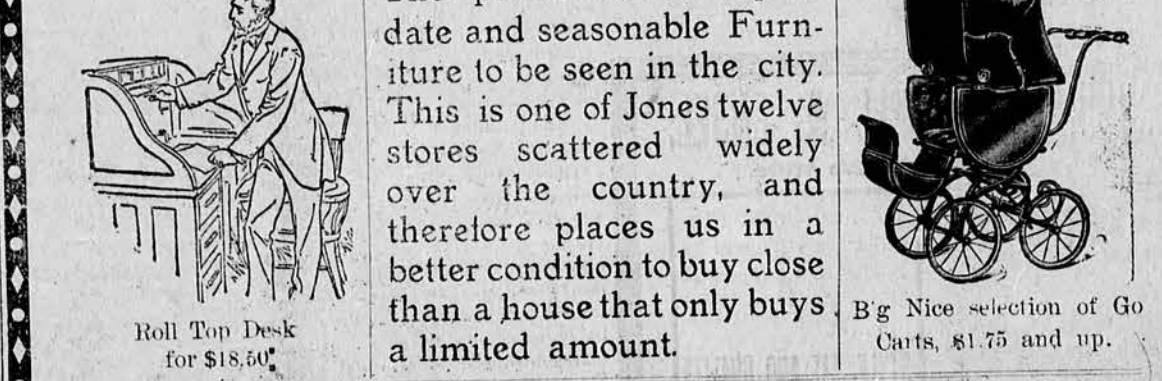 date and seasonable Furn-
iture to be seen in the city.
This is one of Jones twelve
stores scattered widely
over the country, and
therefore places us in a
better condition to buy close
than a house that only buys
a limited amount.
Roll Top Desk
for $18,50.
B'g Nice selection of Go
Carts, $1.75 and up.